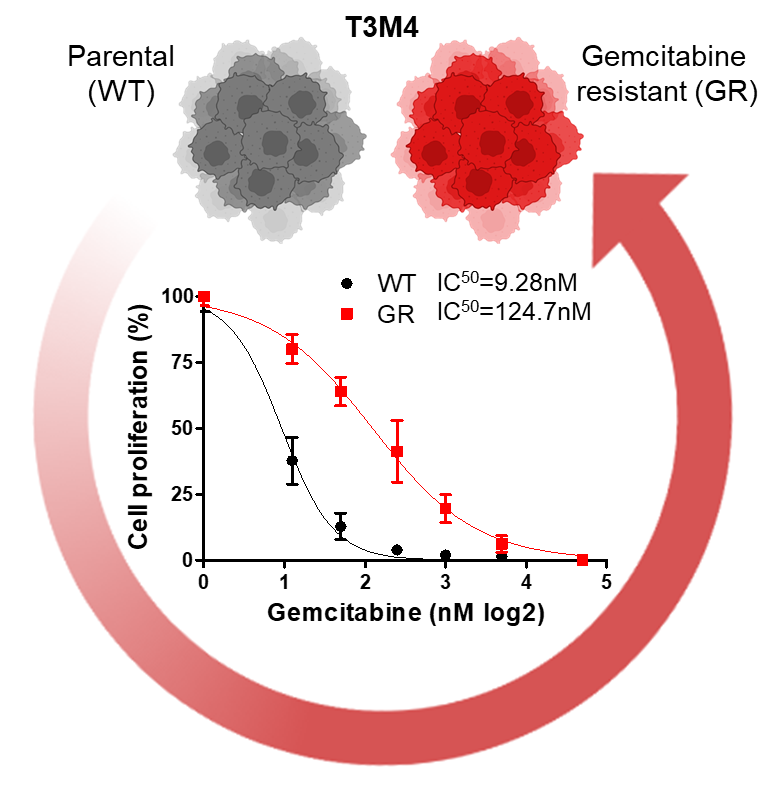 T3M4
Parental
(WT)
Gemcitabine
resistant (GR)
WT IC50=9.28nM
GR IC50=124.7nM
Cell proliferation (%)
100
75
50
25
0
0 1 2 3 4 5
Gemcitabine (nM log2)